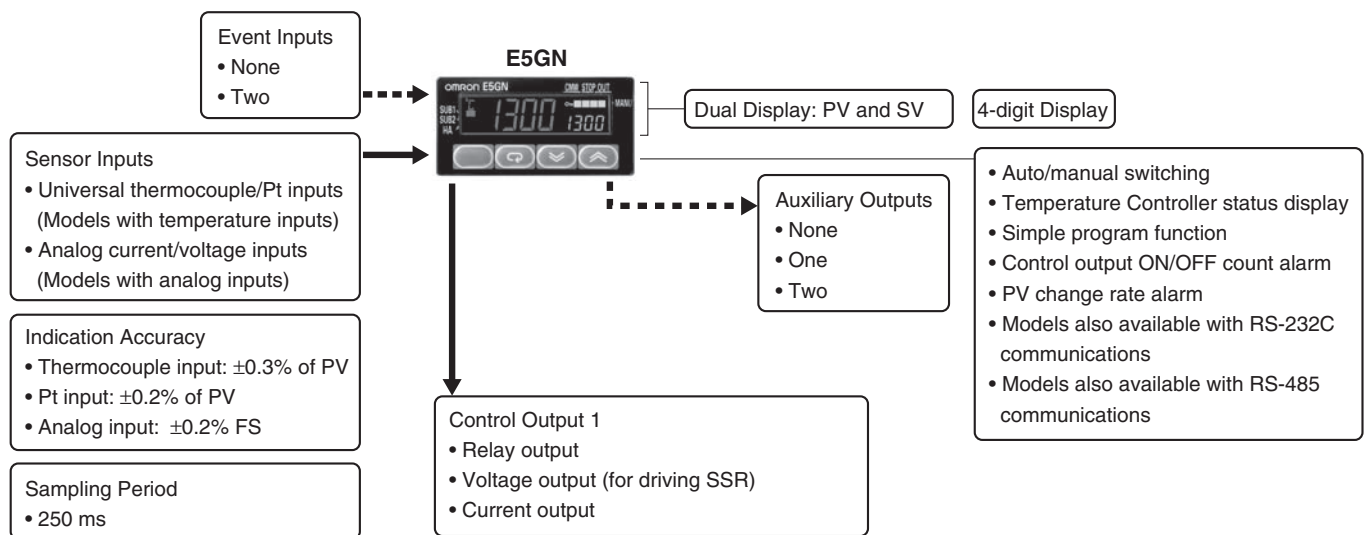 Event Inputs
• None
• Two
E5GN
omron E5GN
CMM STOP OUT
SUB1
SUB2
HA
°C
1300
1300
MANU
Dual Display: PV and SV
4-digit Display
Sensor Inputs
• Universal thermocouple/Pt inputs
(Models with temperature inputs)
• Analog current/voltage inputs
(Models with analog inputs)
Auxiliary Outputs
• None
• One
• Two
• Auto/manual switching
• Temperature Controller status display
• Simple program function
• Control output ON/OFF count alarm
• PV change rate alarm
• Models also available with RS-232C
communications
• Models also available with RS-485
communications
Indication Accuracy
• Thermocouple input: ±0.3% of PV
• Pt input: ±0.2% of PV
• Analog input: ±0.2% FS
Control Output 1
• Relay output
• Voltage output (for driving SSR)
• Current output
Sampling Period
• 250 ms